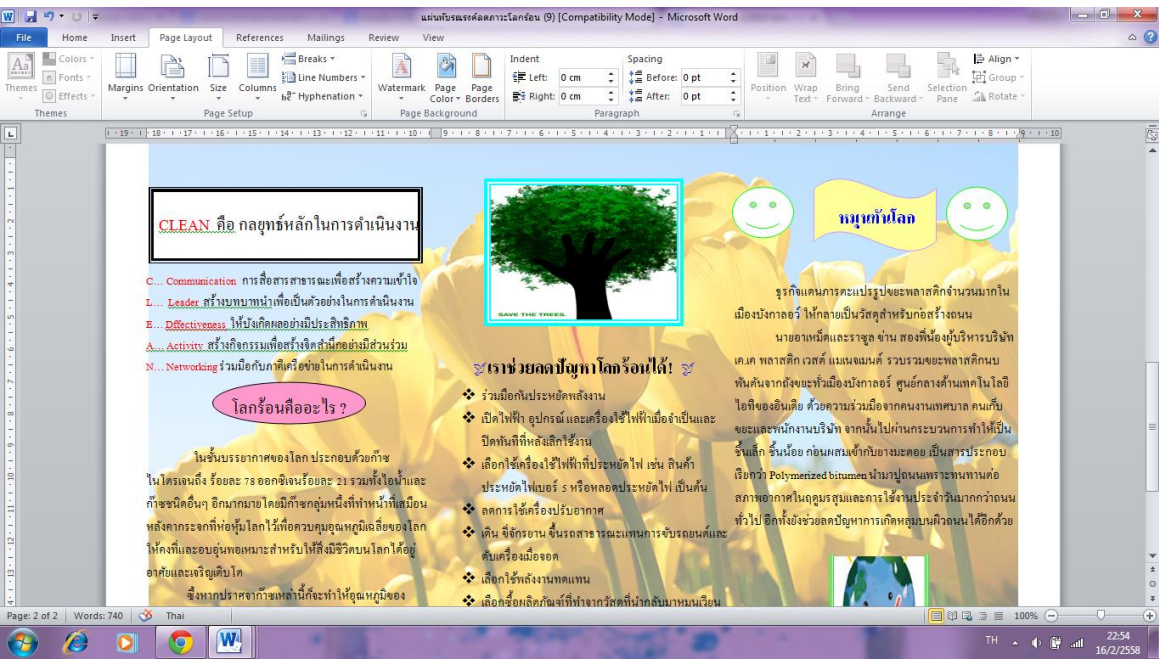 แผ่นพับรณรงค์ลดภาวะโลกร้อน (9) [Compatibility Mode] - Microsoft Word
File Home Insert Page Layout References Mailings Review View
Colors
Fonts
Effects
Themes
Margins Orientation Size Columns
Breaks
Line Numbers
Hyphenation
Watermark Page Color Page Borders
Indent
Left: 0 cm
Right: 0 cm
Spacing
Before: 0 pt
After: 0 pt
Position Wrap Text Bring Forward Send Backward Selection Pane
Align
Group
Rotate
Themes Page Setup Page Background Paragraph Arrange
CLEAN คือ กลยุทธ์หลักในการดำเนินงาน
C... Communication การสื่อสารสาธารณะเพื่อสร้างความเข้าใจ
L... Leader สร้างบทบาทนำเพื่อเป็นตัวอย่างในการดำเนินงาน
E... Dffectiveness ให้บังเกิดผลอย่างมีประสิทธิภาพ
A... Activity สร้างกิจกรรมเพื่อสร้างจิตสำนึกอย่างมีส่วนร่วม
N... Networking ร่วมมือกับภาคีเครือข่ายในการดำเนินงาน
โลกร้อนคืออะไร ?
ในชั้นบรรยากาศของโลก ประกอบด้วยก๊าซ
ไนโตรเจนถึง ร้อยละ 78 ออกซิเจนร้อยละ 21 รวมทั้งไอน้ำและ
ก๊าซชนิดอื่นๆ อีกมากมายโดยมีก๊าซกลุ่มหนึ่งที่ทำหน้าที่เสมือน
หลังคากระจกที่ห่อหุ้มโลกไว้เพื่อควบคุมอุณหภูมิเฉลี่ยของโลก
ให้คงที่และอบอุ่นพอเหมาะสำหรับให้สิ่งมีชีวิตบนโลกได้อยู่
อาศัยและเจริญเติบโต
ซึ่งหากปราศจากก๊าซเหล่านี้ก็จะทำให้อุณหภูมิของ
SAVE THE TREES.
เราช่วยลดปัญหาโลกร้อนได้!
ร่วมมือกันประหยัดพลังงาน
เปิดไฟฟ้า อุปกรณ์ และเครื่องใช้ไฟฟ้าเมื่อจำเป็นและ
ปิดทันทีที่หลังเลิกใช้งาน
เลือกใช้เครื่องใช้ไฟฟ้าที่ประหยัดไฟ เช่น สินค้า
ประหยัดไฟเบอร์ 5 หรือหลอดประหยัดไฟ เป็นต้น
ลดการใช้เครื่องปรับอากาศ
เดิน ขี่จักรยาน ขึ้นรถสาธารณะแทนการขับรถยนต์และ
ดับเครื่องเมื่อจอด
เลือกใช้พลังงานทดแทน
เลือกซื้อผลิตภัณฑ์ที่ทำจากวัสดุที่นำกลับมาหมุนเวียน
หมุนทันโลก
ธุรกิจแดนภารตะแปรรูปขยะพลาสติกจำนวนมากใน
เมืองบังกาลอร์ ให้กลายเป็นวัสดุสำหรับก่อสร้างถนน
นายอาหเม็ดและราซูล ข่าน สองพี่น้องผู้บริหารบริษัท
เค.เค พลาสติก เวสต์ แมเนจเมนต์ รวบรวมขยะพลาสติกนบ
พันตันจากถังขยะทั่วเมืองบังกาลอร์ ศูนย์กลางด้านเทคโนโลยี
ไอทีของอินเดีย ด้วยความร่วมมือจากคนงานเทศบาล คนเก็บ
ขยะและพนักงานบริษัท จากนั้นไปผ่านกระบวนการทำให้เป็น
ชิ้นเล็ก ชิ้นน้อย ก่อนผสมเข้ากับยางมะตอย เป็นสารประกอบ
เรียกว่า Polymerized bitumen นำมาปูถนนเพราะทนทานต่อ
สภาพอากาศในฤดูมรสุมและการใช้งานประจำวันมากกว่าถนน
ทั่วไป อีกทั้งยังช่วยลดปัญหาการเกิดหลุมบนผิวถนนได้อีกด้วย
Page: 2 of 2 Words: 740 Thai 100%
TH 22:54
16/2/2558